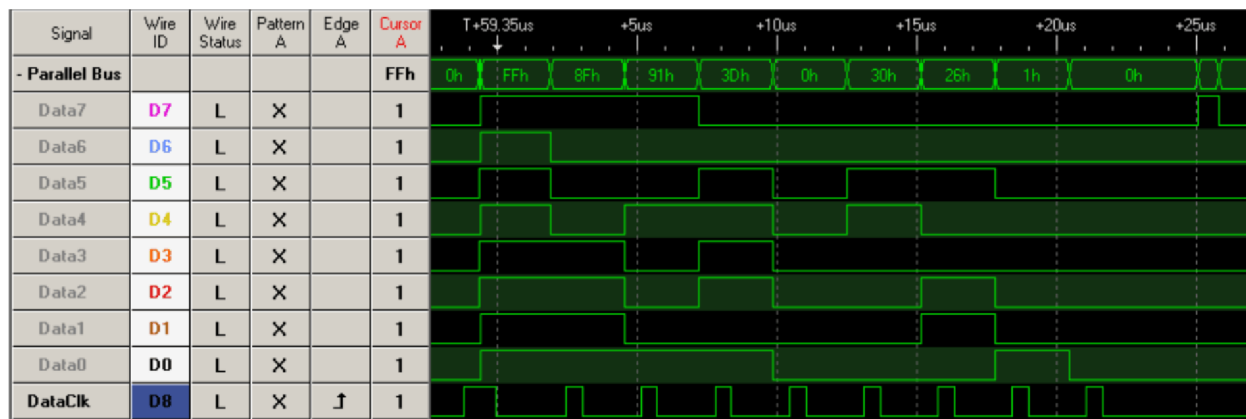 Signal Wire ID Wire Status Pattern A Edge A Cursor A T+59.35us +5us +10us +15us +20us +25us
- Parallel Bus FFh 0h FFh 8Fh 91h 3Dh 0h 30h 26h 1h 0h
Data7 D7 L X 1
Data6 D6 L X 1
Data5 D5 L X 1
Data4 D4 L X 1
Data3 D3 L X 1
Data2 D2 L X 1
Data1 D1 L X 1
Data0 D0 L X 1
DataClk D8 L X 1